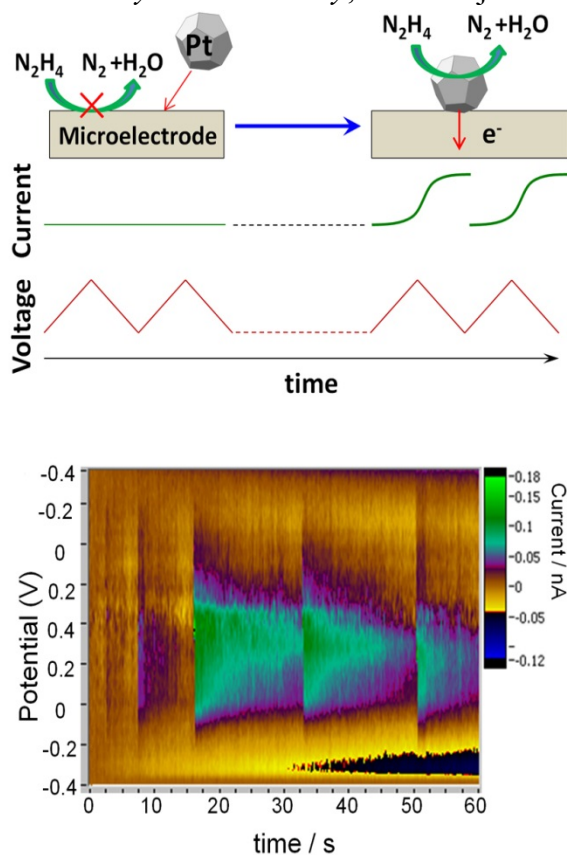 Pt
N₂H₄ N₂ +H₂O
N₂H₄ N₂+H₂O
Microelectrode
e⁻
Current
Voltage
time
-0.4
-0.2
0
0.2
0.4
0.2
0
-0.2
-0.4
Potential (V)
0 10 20 30 40 50 60
time / s
0.18
0.15
0.1
0.05
0
-0.05
-0.12
Current / nA